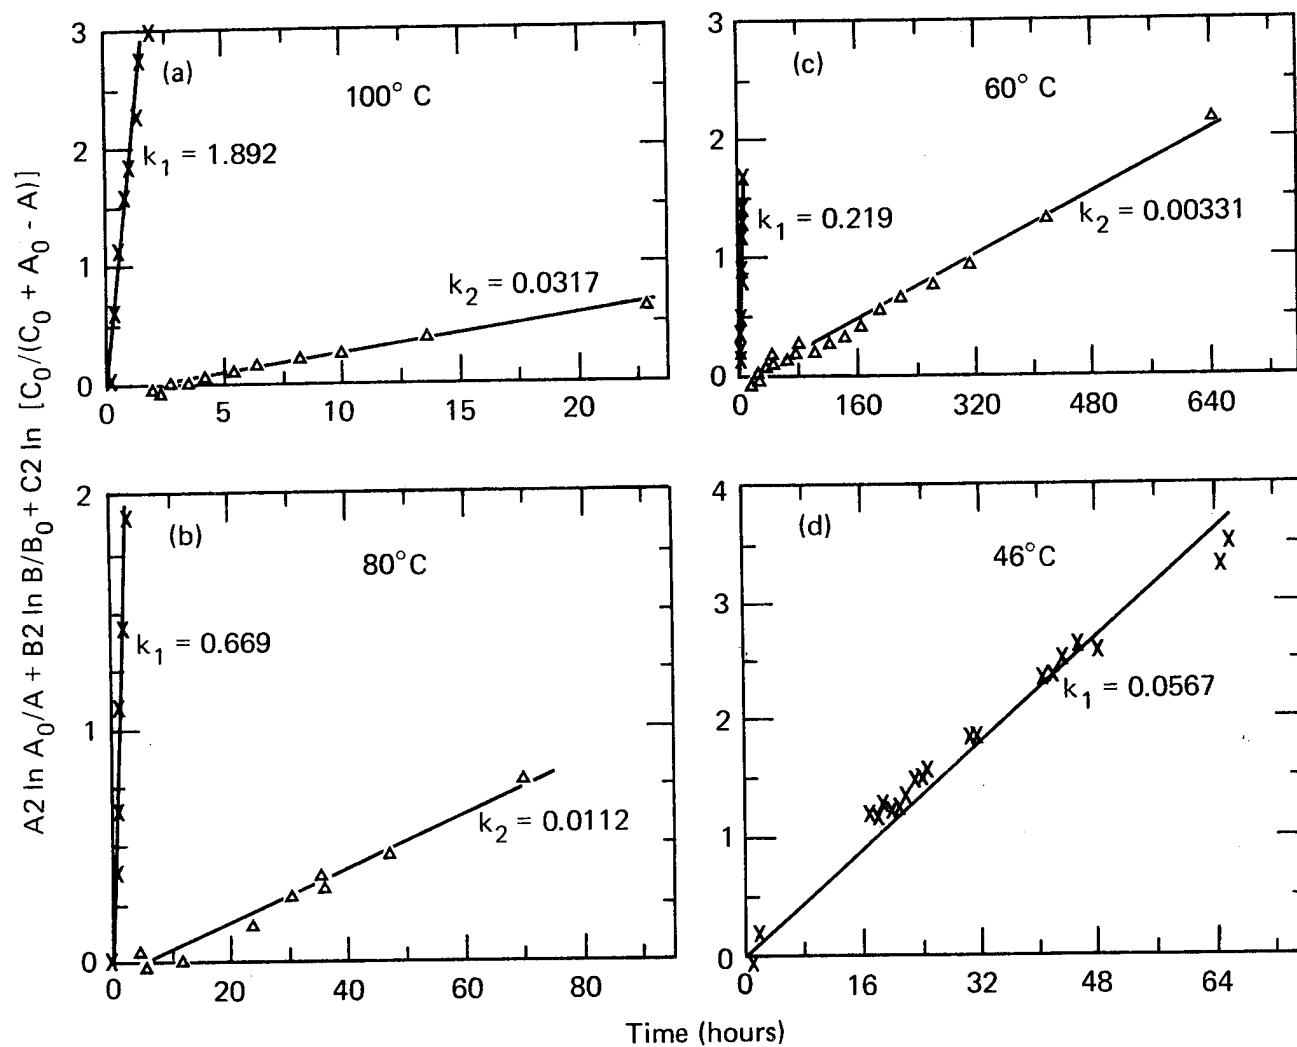 A2 ln A₀/A + B2 ln B/B₀ + C2 ln [C₀/(C₀ + A₀ - A)]
3
2
1
0
(a)
100° C
k₁ = 1.892
k₂ = 0.0317
0 5 10 15 20
3
2
1
0
(c)
60° C
k₁ = 0.219
k₂ = 0.00331
0 160 320 480 640
2
1
0
(b)
80°C
k₁ = 0.669
k₂ = 0.0112
0 20 40 60 80
4
3
2
1
0
(d)
46°C
k₁ = 0.0567
0 16 32 48 64
Time (hours)